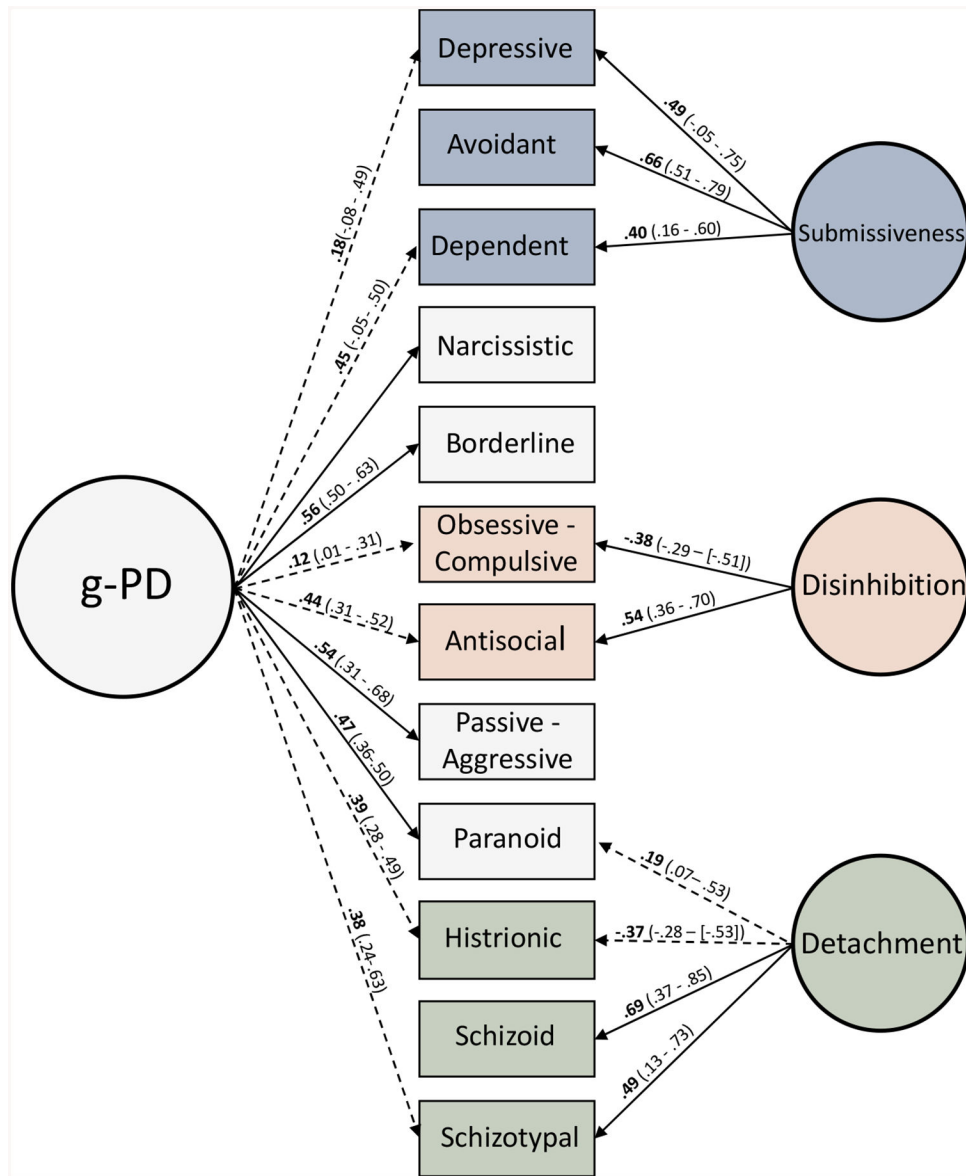 Depressive
Avoidant
Dependent
Narcissistic
Borderline
Obsessive -
Compulsive
Antisocial
Passive -
Aggressive
Paranoid
Histrionic
Schizoid
Schizotypal
g-PD
.18 (-.08 - .49)
.45 (-.05 - .50)
.56 (.50 - .63)
.12 (.01 - .31)
.44 (.31 - .52)
.54 (.31 - .68)
.47 (.36-.50)
.39 (.28 - .49)
.38 (.24-.63)
Submissiveness
.49 (-.05 - .75)
.66 (.51 - .79)
.40 (.16 - .60)
Disinhibition
-.38 (-.29 – [-.51])
.54 (.36 - .70)
Detachment
.19 (.07– .53)
-.37 (-.28 – [-.53])
.69 (.37 - .85)
.49 (.13 - .73)